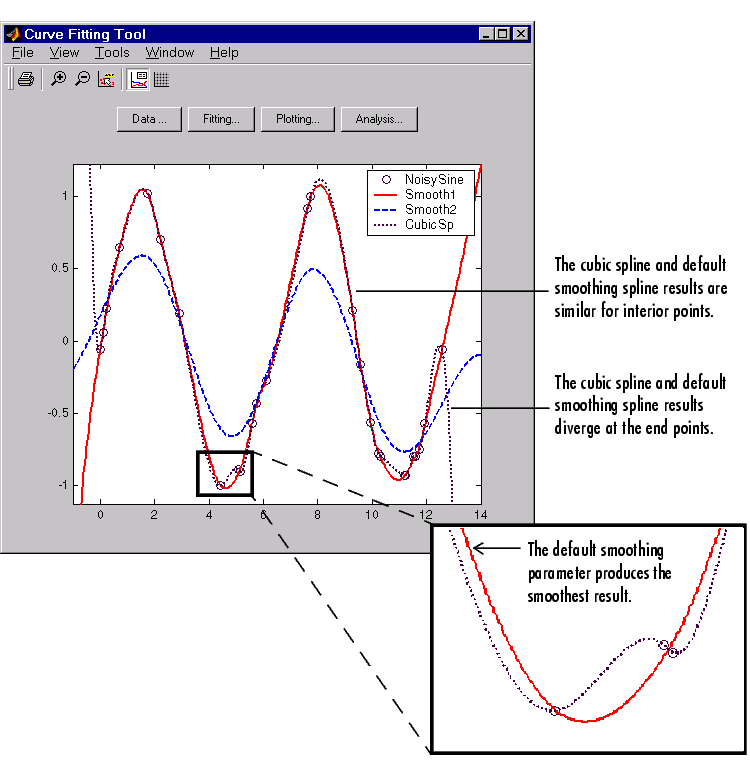 Curve Fitting Tool
File View Tools Window Help
Data ... Fitting... Plotting... Analysis...
NoisySine
Smooth1
Smooth2
CubicSp
1
0.5
0
-0.5
-1
0 2 4 6 8 10 12 14
The cubic spline and default
smoothing spline results are
similar for interior points.
The cubic spline and default
smoothing spline results
diverge at the end points.
The default smoothing
parameter produces the
smoothest result.